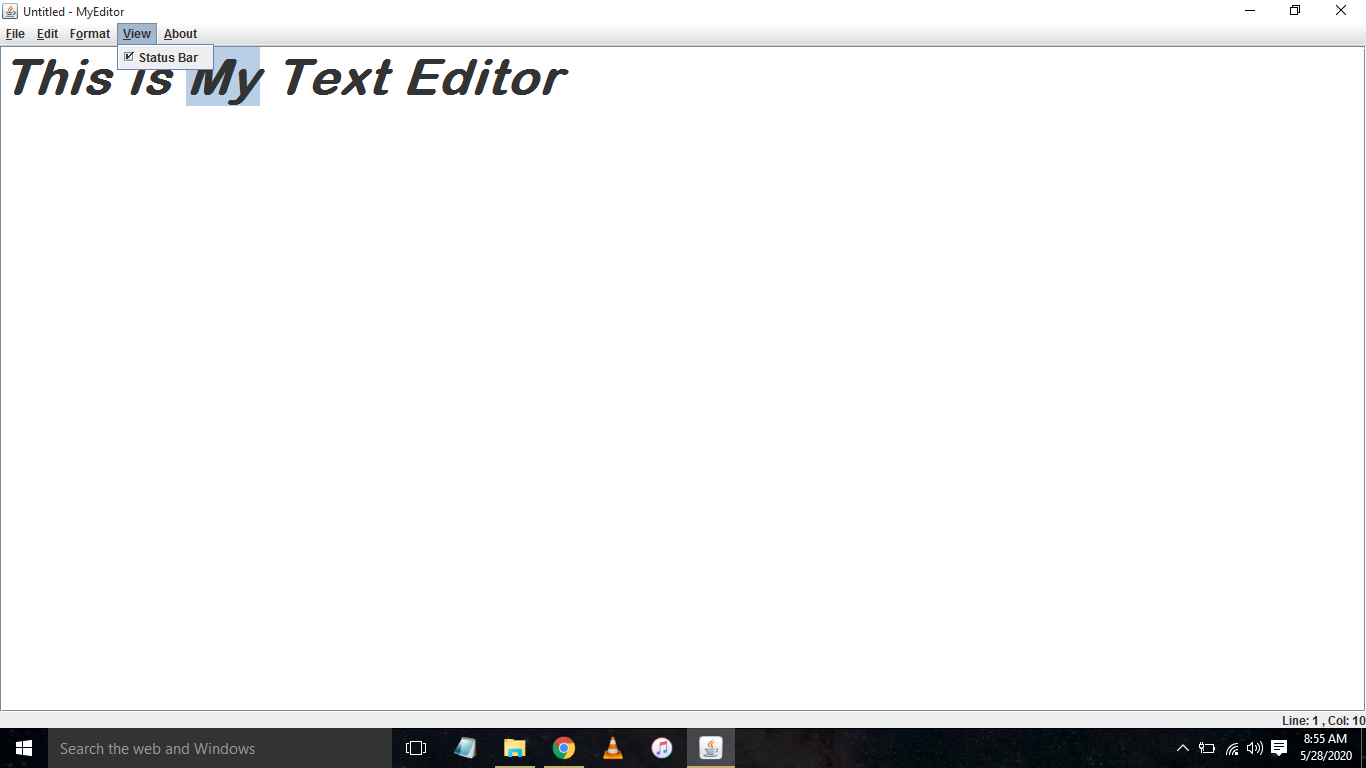 Untitled - MyEditor
File Edit Format View About
Status Bar
This is My Text Editor
Line: 1 , Col: 10
Search the web and Windows
8:55 AM
5/28/2020